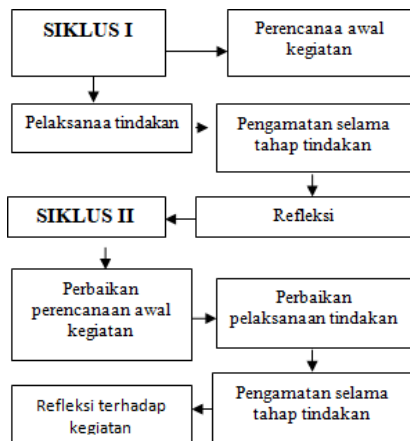 SIKLUS I
Perencanaa awal
kegiatan
Pelaksanaa tindakan
Pengamatan selama
tahap tindakan
SIKLUS II
Refleksi
Perbaikan
perencanaan awal
kegiatan
Perbaikan
pelaksanaan tindakan
Refleksi terhadap
kegiatan
Pengamatan selama
tahap tindakan